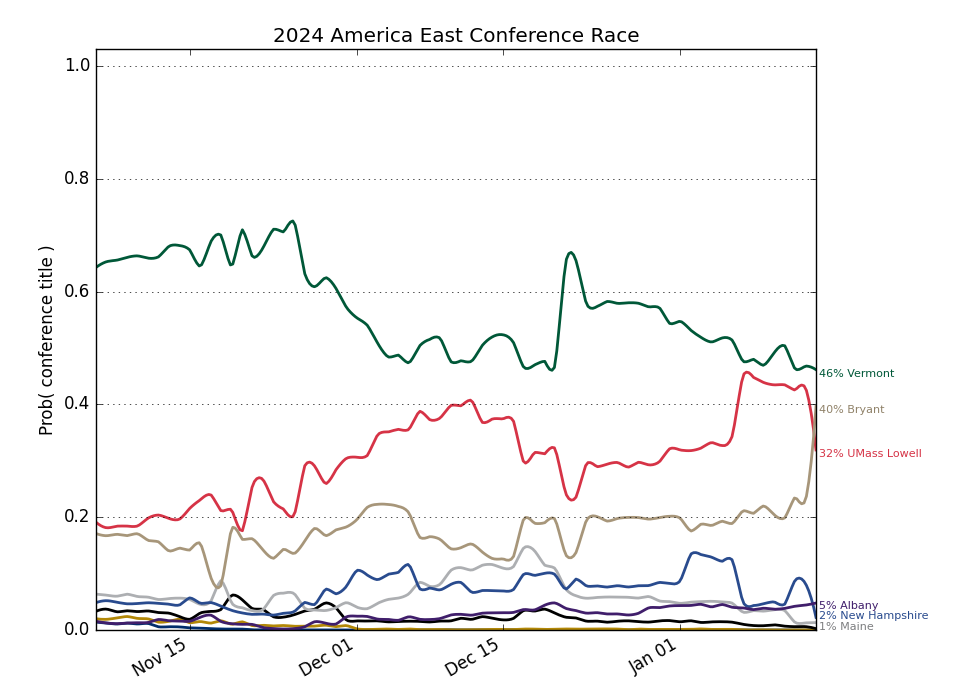 2024 America East Conference Race
Prob( conference title )
1.0
0.8
0.6
0.4
0.2
0.0
46% Vermont
40% Bryant
32% UMass Lowell
5% Albany
2% New Hampshire
1% Maine
Nov 15
Dec 01
Dec 15
Jan 01